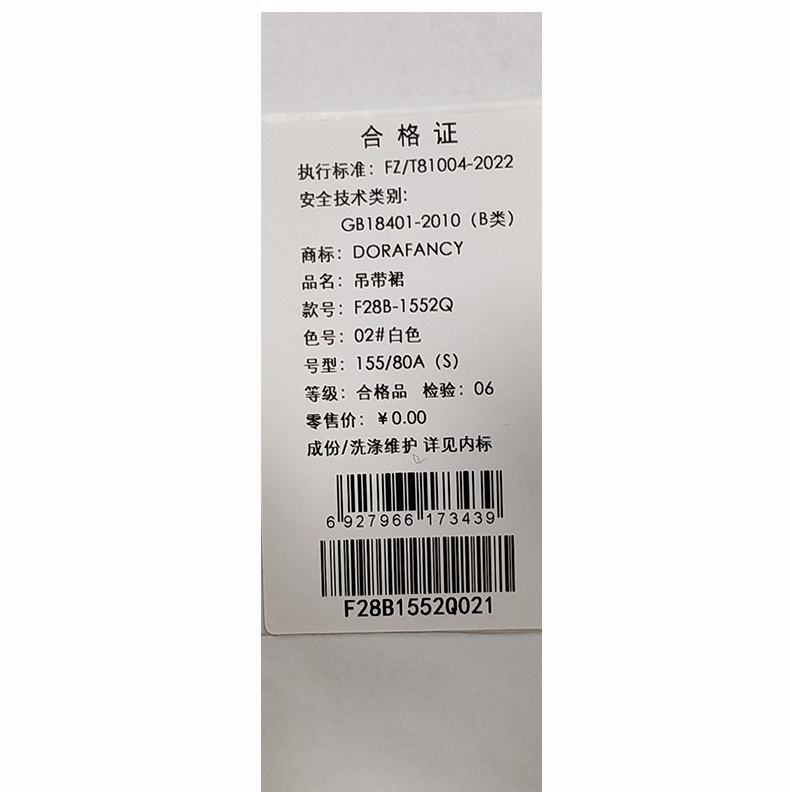 合格证
执行标准：FZ/T81004-2022
安全技术类别：
GB18401-2010（B类）
商标：DORAFANCY
品名：吊带裙
款号：F28B-1552Q
色号：02#白色
号型：155/80A（S）
等级：合格品 检验：06
零售价：￥0.00
成份/洗涤维护 详见内标
6 927966 173439
F28B1552Q021